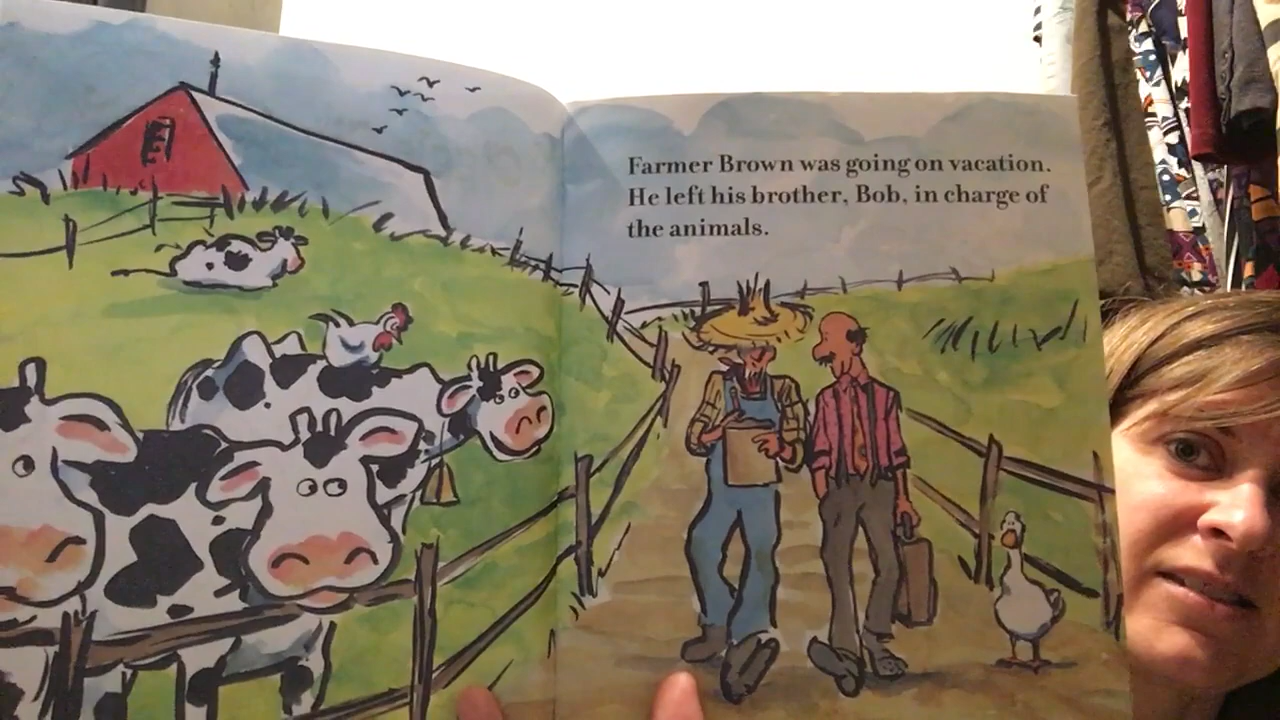 Farmer Brown was going on vacation.
He left his brother, Bob, in charge of
the animals.